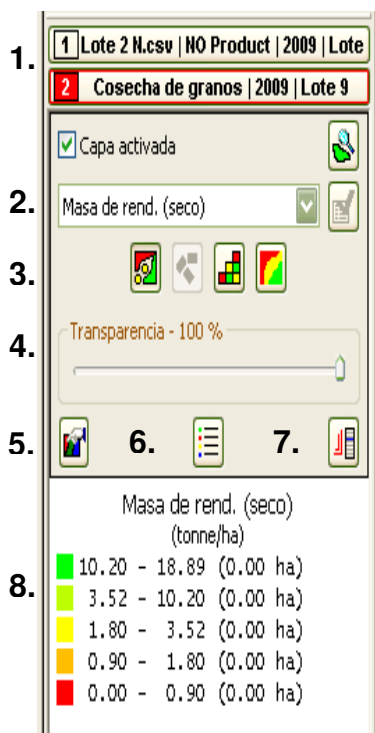 1.
1 Lote 2 N.csv | NO Product | 2009 | Lote
2 Cosecha de granos | 2009 | Lote 9
Capa activada
2. Masa de rend. (seco)
3.
4. Transparencia - 100 %
5. 6. 7.
Masa de rend. (seco)
(tonne/ha)
8.
10.20 - 18.89 (0.00 ha)
3.52 - 10.20 (0.00 ha)
1.80 - 3.52 (0.00 ha)
0.90 - 1.80 (0.00 ha)
0.00 - 0.90 (0.00 ha)